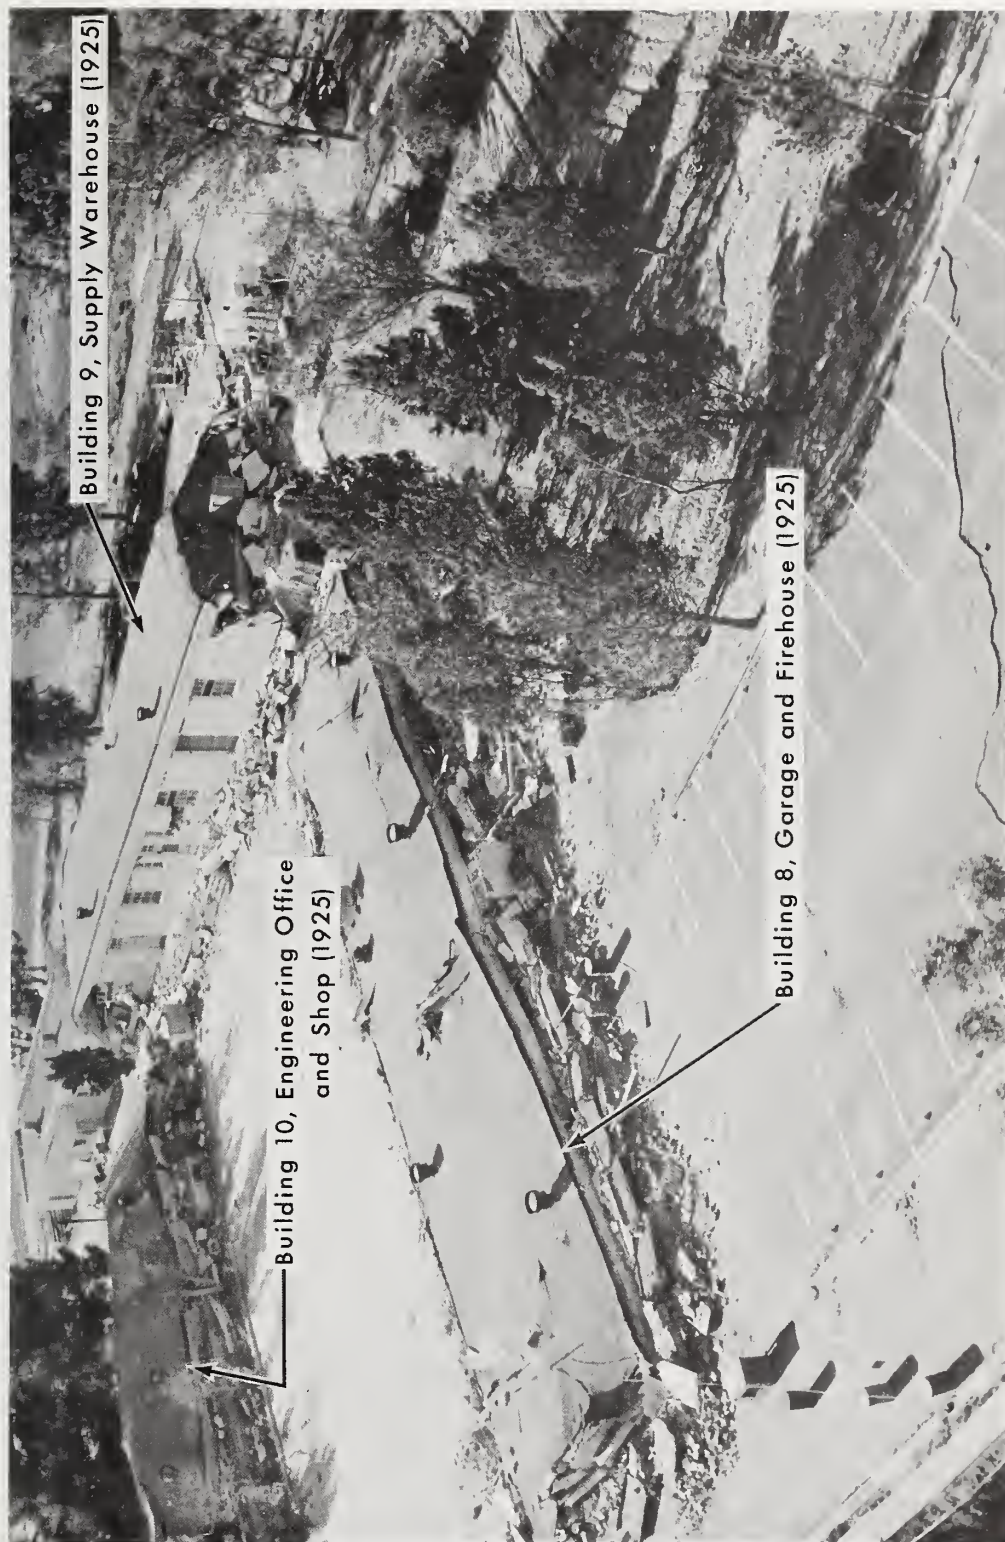 Building 9, Supply Warehouse (1925)
Building 10, Engineering Office
and Shop (1925)
Building 8, Garage and Firehouse (1925)